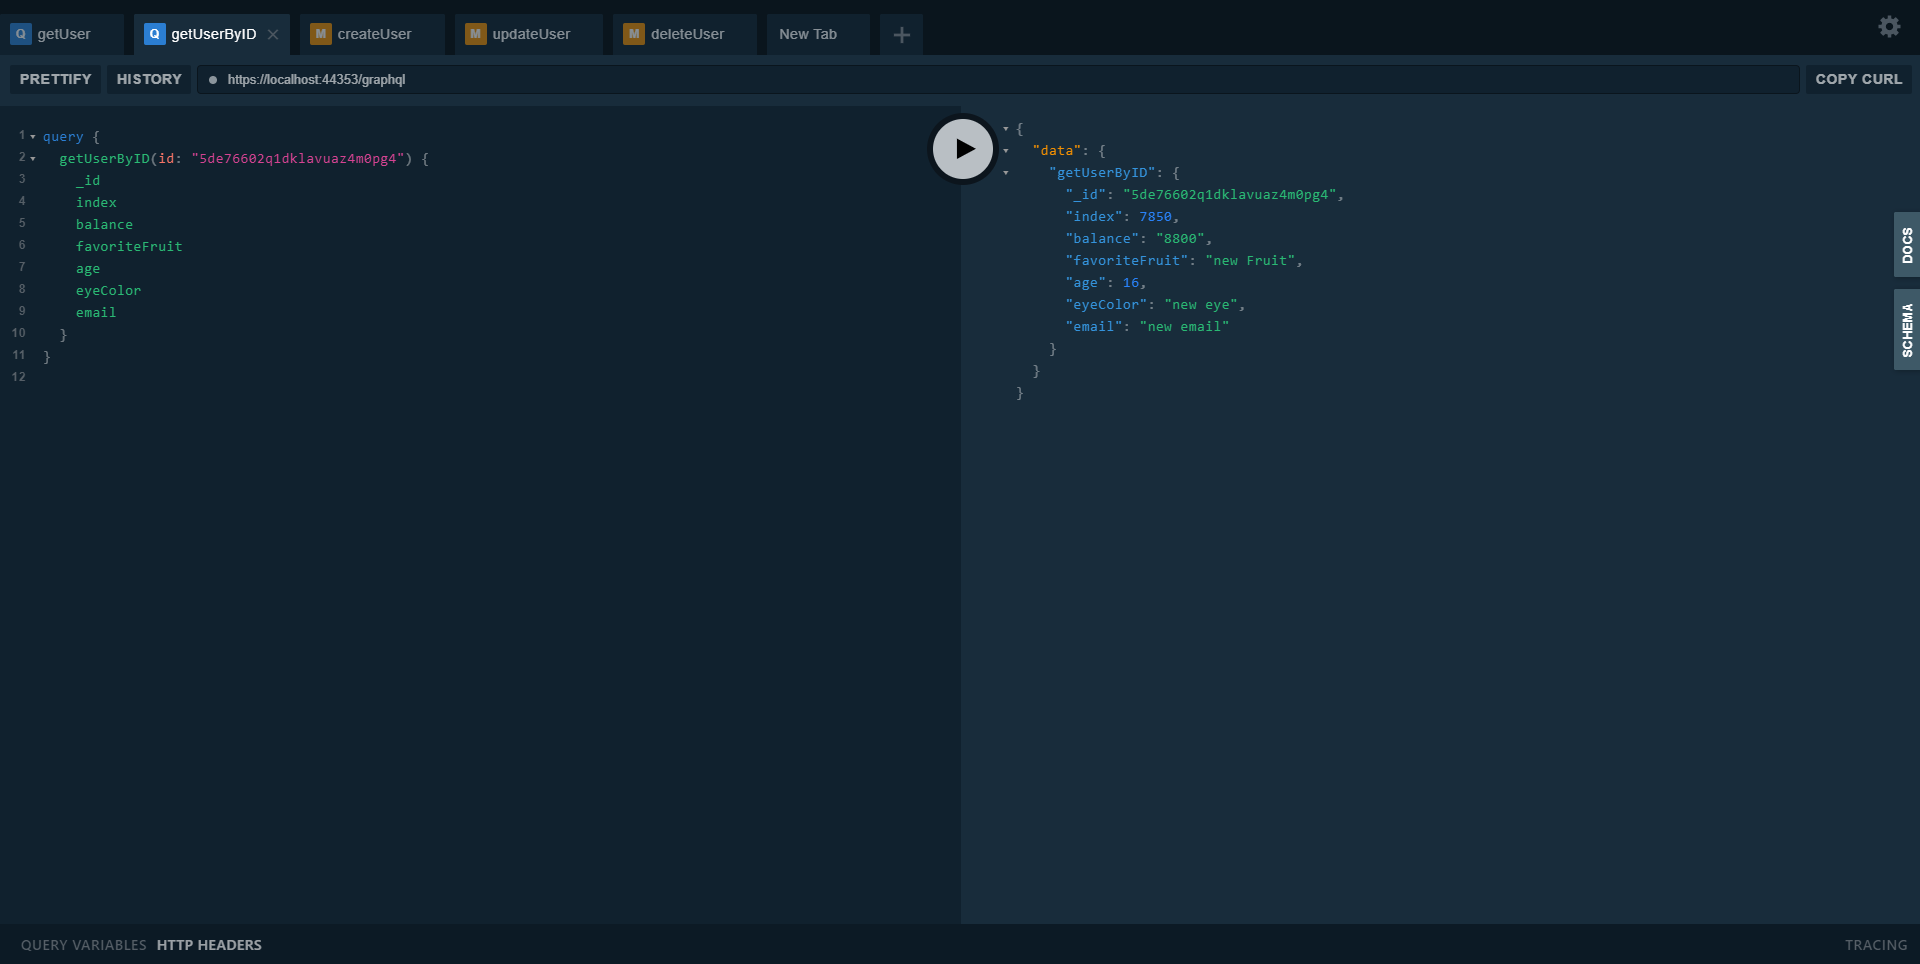 Q getUser Q getUserByID M createUser M updateUser M deleteUser New Tab
PRETTIFY HISTORY https://localhost:44353/graphql COPY CURL
1 query {
2 getUserByID(id: "5de76602q1dklavuaz4m0pg4") {
3 _id
4 index
5 balance
6 favoriteFruit
7 age
8 eyeColor
9 email
10 }
11 }
12
{
"data": {
"getUserByID": {
"_id": "5de76602q1dklavuaz4m0pg4",
"index": 7850,
"balance": "8800",
"favoriteFruit": "new Fruit",
"age": 16,
"eyeColor": "new eye",
"email": "new email"
}
}
}
DOCS
SCHEMA
QUERY VARIABLES HTTP HEADERS TRACING